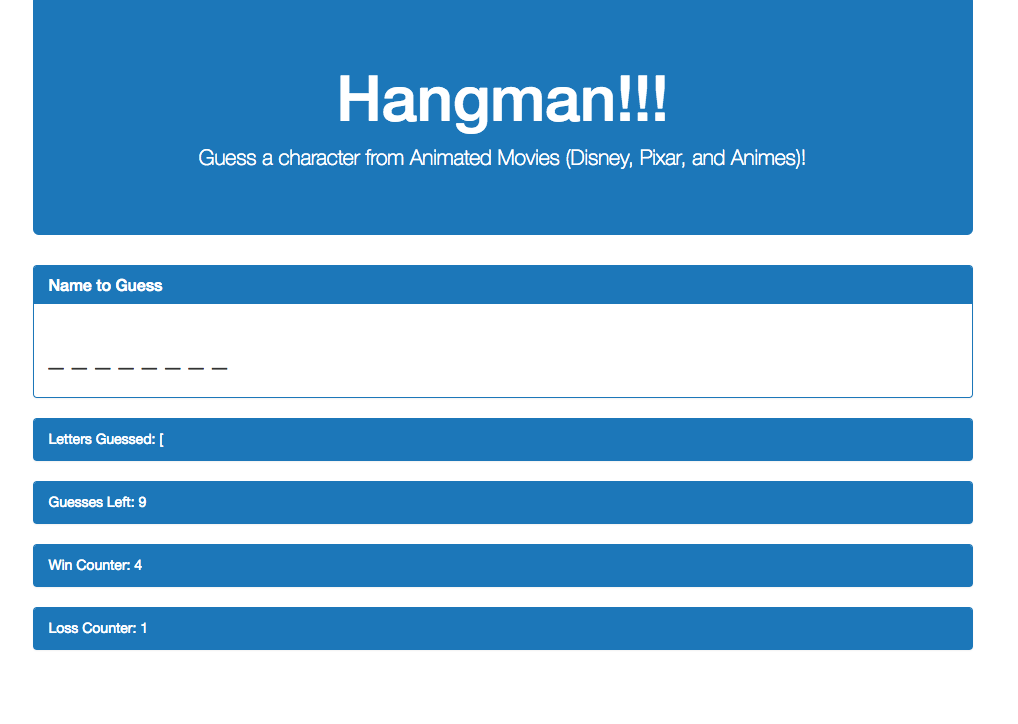 Hangman!!!
Guess a character from Animated Movies (Disney, Pixar, and Animes)!
Name to Guess
_ _ _ _ _ _ _ _
Letters Guessed: [
Guesses Left: 9
Win Counter: 4
Loss Counter: 1